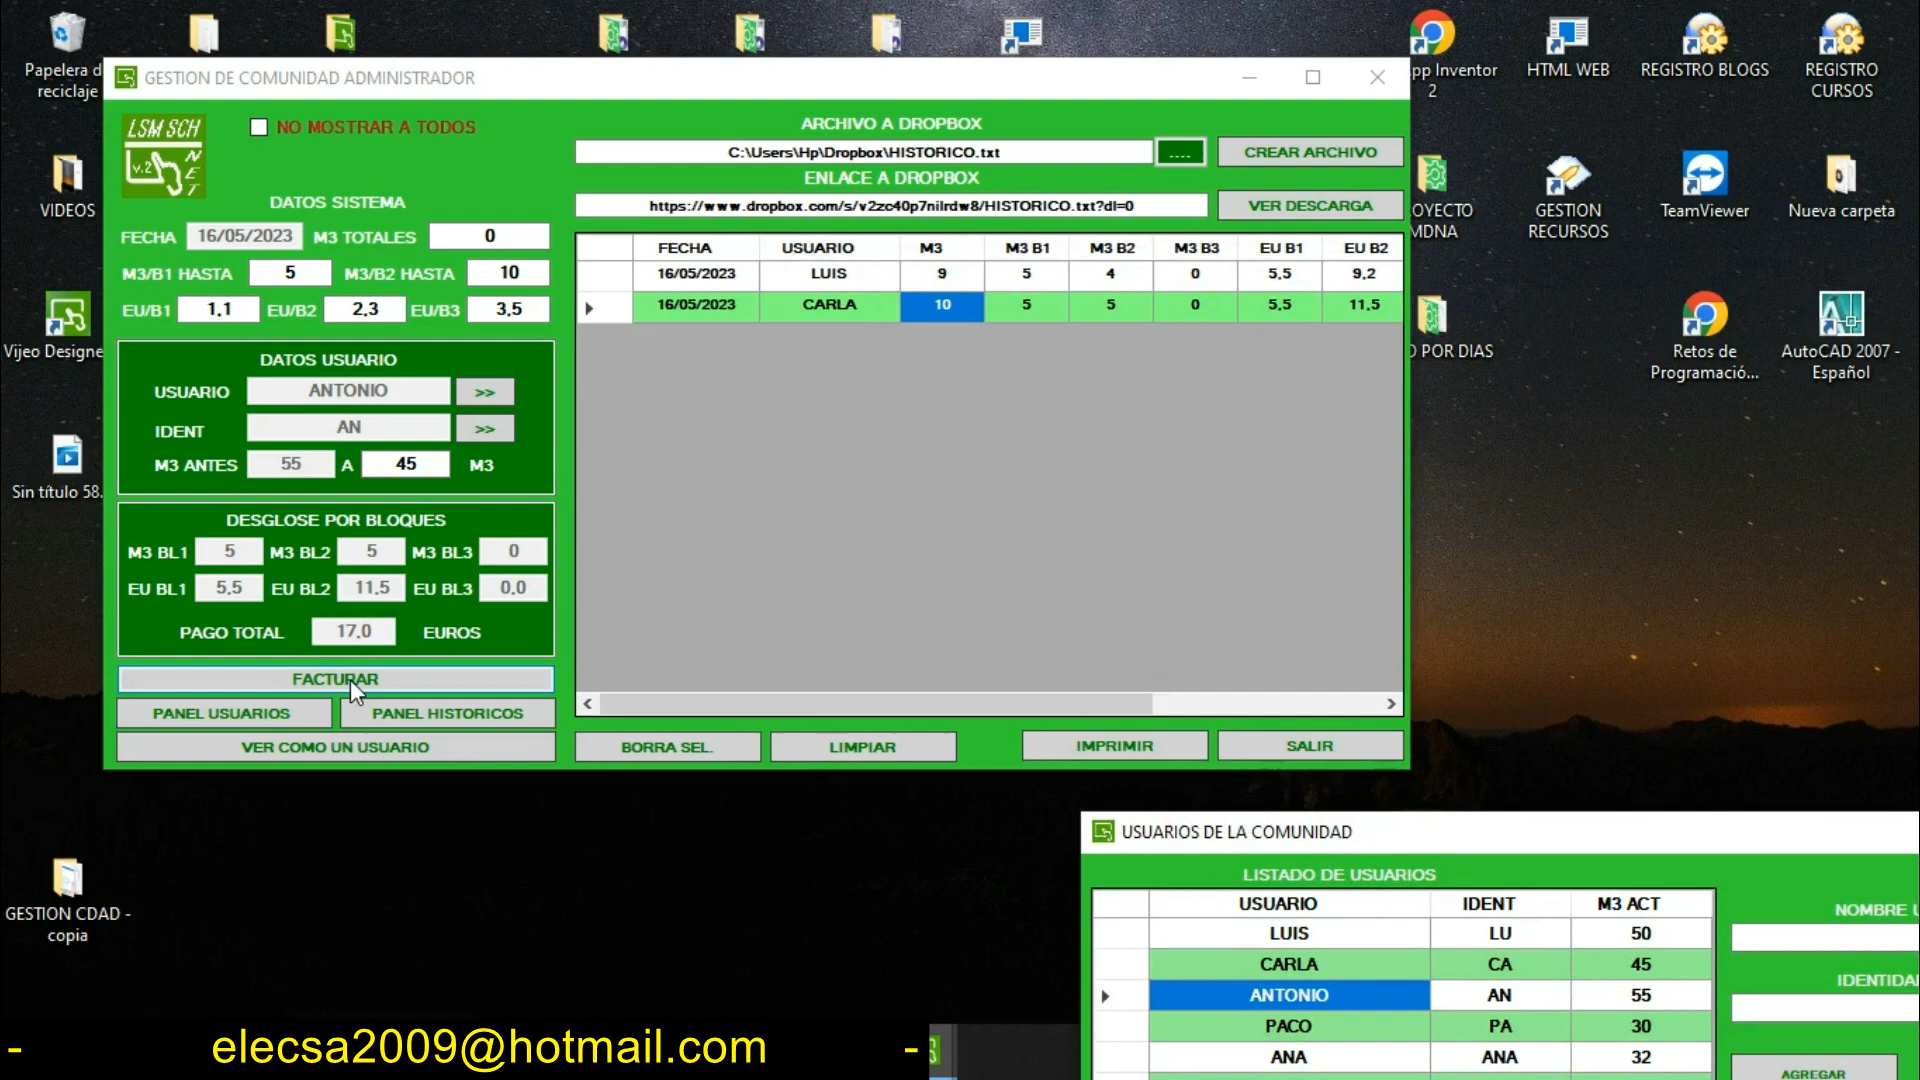 Papelera d
reciclaje
App Inventor
2
HTML WEB
REGISTRO BLOGS
REGISTRO
CURSOS
GESTION DE COMUNIDAD ADMINISTRADOR
LSM SCH
v.2
NET
NO MOSTRAR A TODOS
ARCHIVO A DROPBOX
C:\Users\Hp\Dropbox\HISTORICO.txt
....
CREAR ARCHIVO
ENLACE A DROPBOX
https://www.dropbox.com/s/v2zc40p7nilrdw8/HISTORICO.txt?dl=0
VER DESCARGA
DATOS SISTEMA
FECHA 16/05/2023 M3 TOTALES 0
M3/B1 HASTA 5 M3/B2 HASTA 10
EU/B1 1,1 EU/B2 2,3 EU/B3 3,5
FECHA USUARIO M3 M3 B1 M3 B2 M3 B3 EU B1 EU B2
16/05/2023 LUIS 9 5 4 0 5,5 9,2
16/05/2023 CARLA 10 5 5 0 5,5 11,5
DATOS USUARIO
USUARIO ANTONIO >>
IDENT AN >>
M3 ANTES 55 A 45 M3
DESGLOSE POR BLOQUES
M3 BL1 5 M3 BL2 5 M3 BL3 0
EU BL1 5,5 EU BL2 11,5 EU BL3 0,0
PAGO TOTAL 17,0 EUROS
FACTURAR
PANEL USUARIOS PANEL HISTORICOS
VER COMO UN USUARIO
BORRA SEL. LIMPIAR IMPRIMIR SALIR
VIDEOS
Vijeo Designe
Sin título 58.
GESTION CDAD -
copia
OYECTO
MDNA
GESTION
RECURSOS
TeamViewer
Nueva carpeta
O POR DIAS
Retos de
Programació...
AutoCAD 2007 -
Español
USUARIOS DE LA COMUNIDAD
LISTADO DE USUARIOS
USUARIO IDENT M3 ACT
LUIS LU 50
CARLA CA 45
ANTONIO AN 55
PACO PA 30
ANA ANA 32
NOMBRE U
IDENTIDA
AGREGAR
- elecsa2009@hotmail.com -